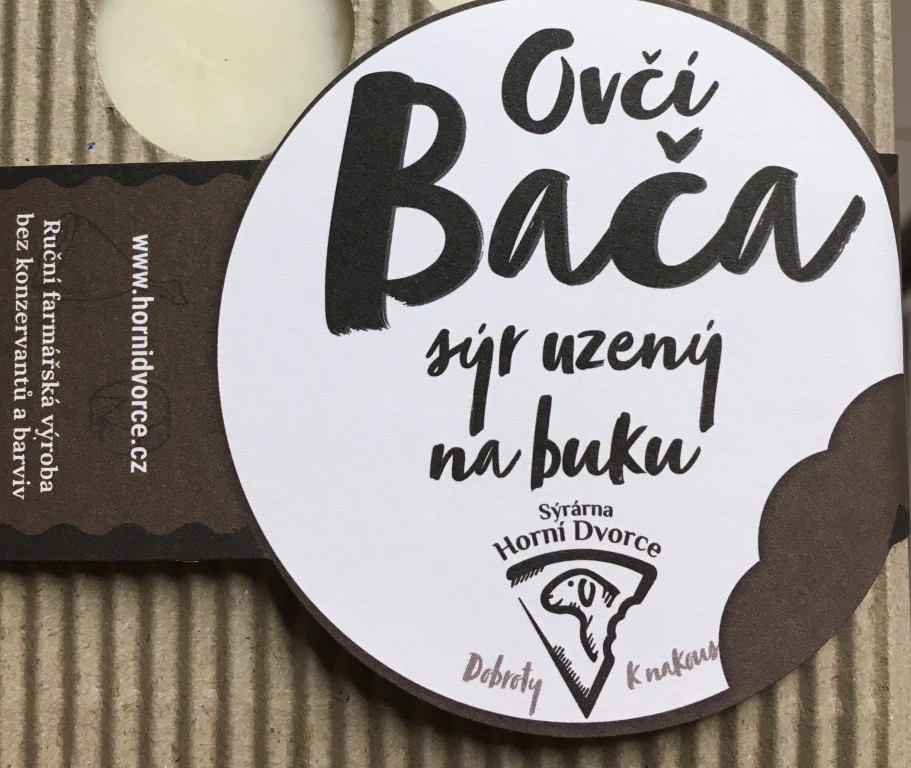 Ovčí
Bača
sýr uzený
na buku
Sýrárna
Horní Dvorce
Dobroty
K nakous
www.hornidvorce.cz
Ruční farmářská výroba
bez konzervantů a barviv